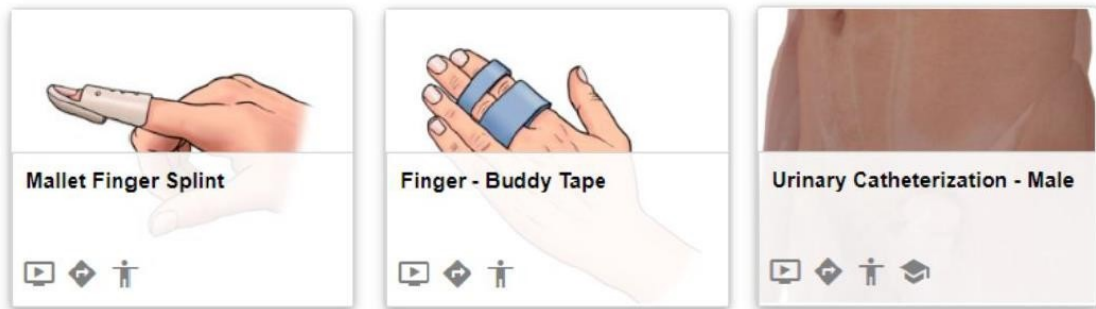 Mallet Finger Splint
Finger - Buddy Tape
Urinary Catheterization - Male